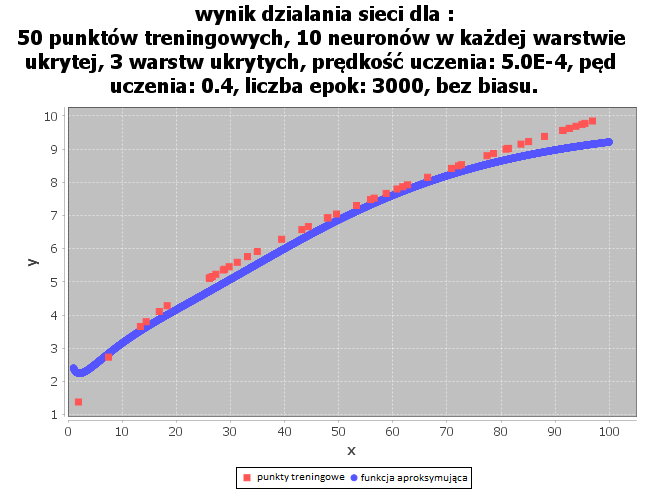 wynik dzialania sieci dla :
50 punktów treningowych, 10 neuronów w każdej warstwie
ukrytej, 3 warstw ukrytych, prędkość uczenia: 5.0E-4, pęd
uczenia: 0.4, liczba epok: 3000, bez biasu.
10
9
8
7
6
5
4
3
2
1
y
0 10 20 30 40 50 60 70 80 90 100
x
punkty treningowe funkcja aproksymująca